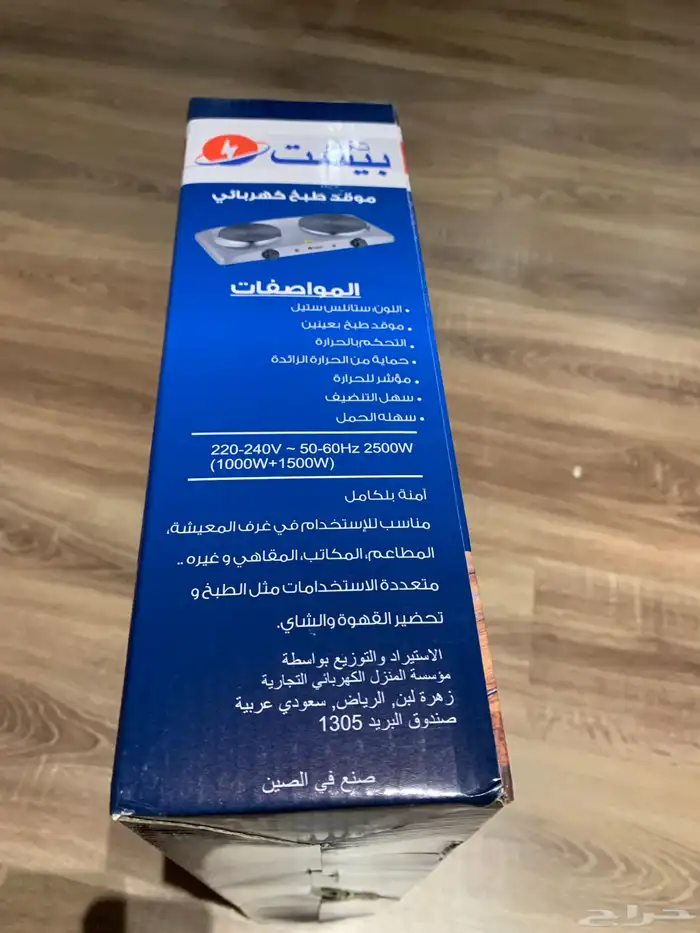 بيست
موقد طبخ كهربائي
المواصفات
• اللون: ستانلس ستيل
• موقد طبخ بعينين
• التحكم بالحرارة
• حماية من الحرارة الزائدة
• مؤشر للحرارة
• سهل التنضيف
• سهله الحمل
220-240V ~ 50-60Hz 2500W
(1000W+1500W)
آمنة بلكامل
مناسب للإستخدام في غرف المعيشة،
المطاعم، المكاتب، المقاهي و غيره ..
متعددة الاستخدامات مثل الطبخ و
تحضير القهوة والشاي.
الاستيراد والتوزيع بواسطة
مؤسسة المنزل الكهربائي التجارية
زهرة لبن, الرياض, سعودي عربية
صندوق البريد 1305
صنع في الصين
حراج